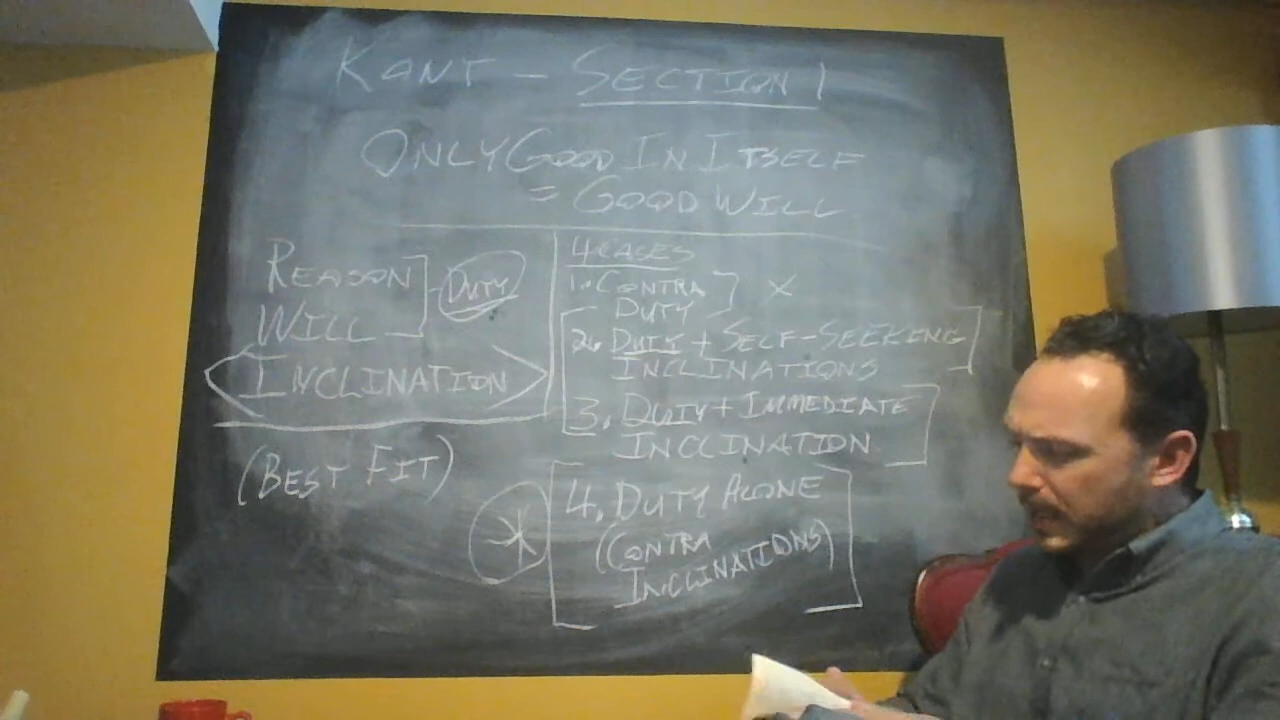 KANT - SECTION 1
ONLY GOOD IN ITSELF
= GOOD WILL
REASON
WILL
DUTY
INCLINATION
(BEST FIT)
4 CASES
1. CONTRA X
DUTY
2. DUTY + SELF-SEEKING
INCLINATIONS
3. DUTY + IMMEDIATE
INCLINATION
4. DUTY ALONE
(CONTRA
INCLINATIONS)